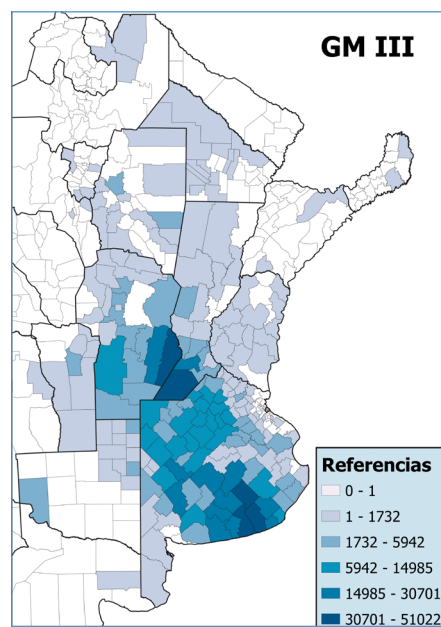 GM III
Referencias
0 - 1
1 - 1732
1732 - 5942
5942 - 14985
14985 - 30701
30701 - 51022